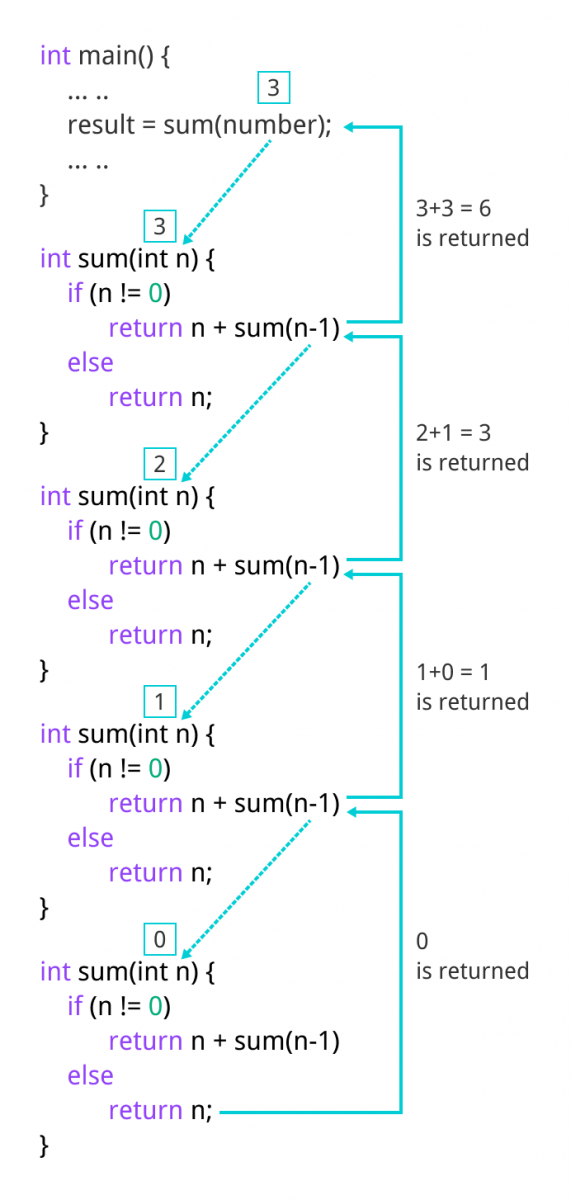 int main() {
... ..
3
result = sum(number);
... ..
}
3+3 = 6
is returned
3
int sum(int n) {
if (n != 0)
return n + sum(n-1)
else
return n;
}
2+1 = 3
is returned
2
int sum(int n) {
if (n != 0)
return n + sum(n-1)
else
return n;
}
1+0 = 1
is returned
1
int sum(int n) {
if (n != 0)
return n + sum(n-1)
else
return n;
}
0
is returned
0
int sum(int n) {
if (n != 0)
return n + sum(n-1)
else
return n;
}